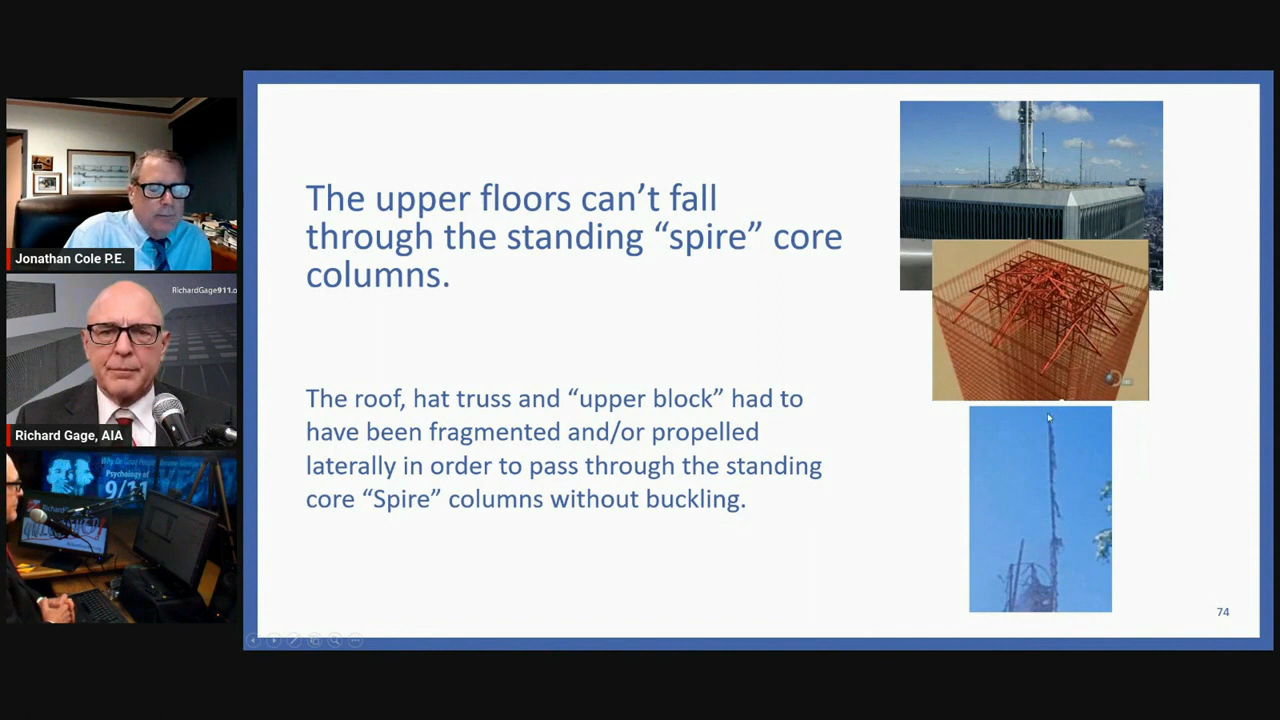 Jonathan Cole P.E.
RichardGage911.o
Richard Gage, AIA
Psychology of
9/11
The upper floors can’t fall
through the standing “spire” core
columns.
The roof, hat truss and “upper block” had to
have been fragmented and/or propelled
laterally in order to pass through the standing
core “Spire” columns without buckling.
74